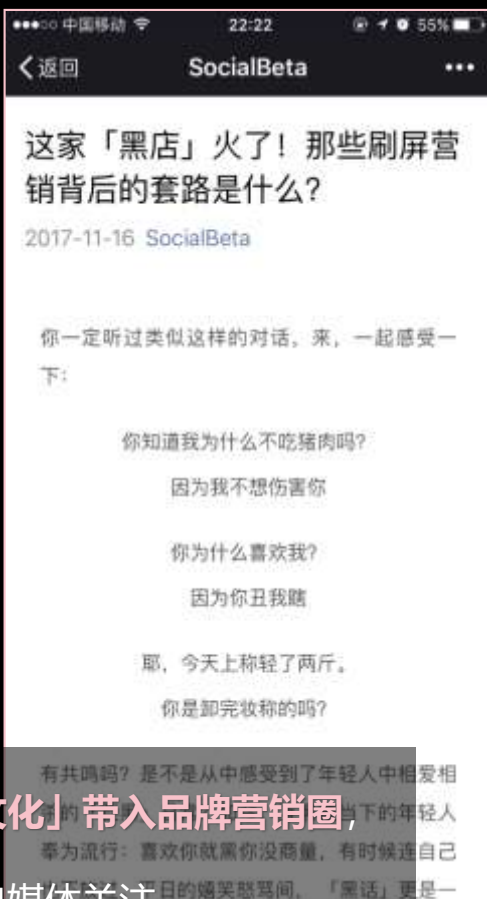 中国移动 22:22 55%
返回 SocialBeta
这家「黑店」火了！那些刷屏营
销背后的套路是什么？
2017-11-16 SocialBeta
你一定听过类似这样的对话，来，一起感受一
下：
你知道我为什么不吃猪肉吗？
因为我不想伤害你
你为什么喜欢我？
因为你丑我瞎
耶，今天上称轻了两斤。
你是卸完妆称的吗？
有共鸣吗？是不是从中感受到了年轻人中相爱相
文化」带入品牌营销圈，
当下的年轻人
奉为流行：喜欢你就黑你没商量，有时候连自己
媒体关注
日的嬉笑怒骂间，「黑话」更是一